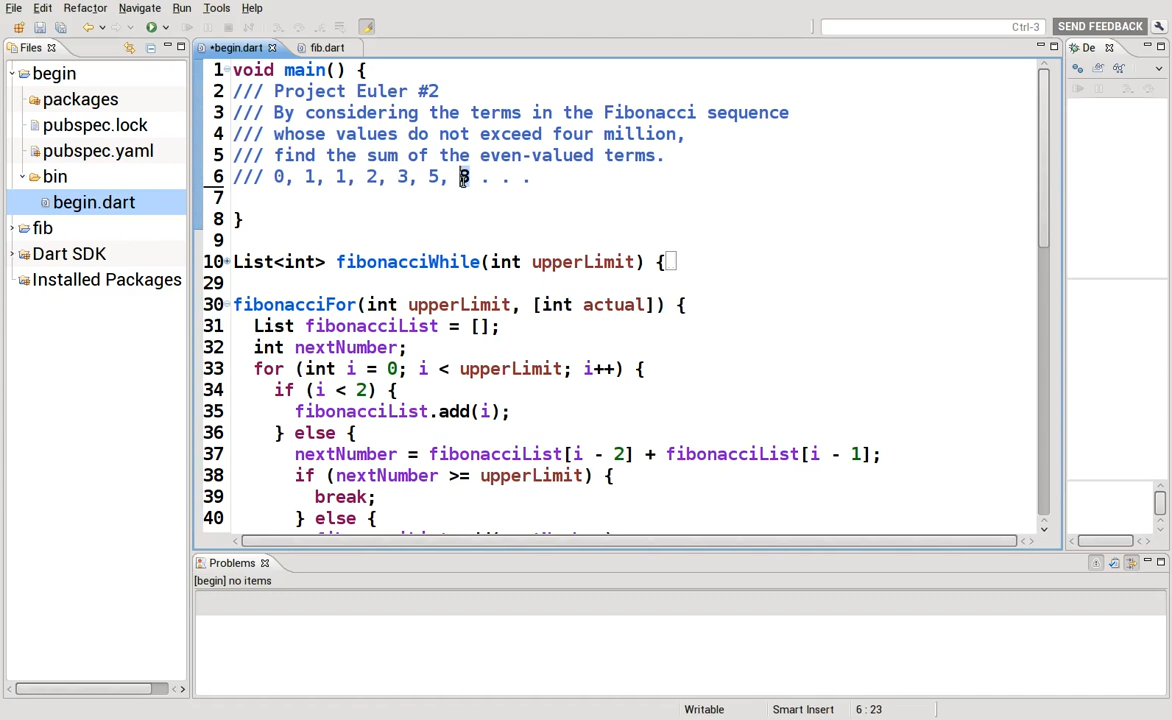 File Edit Refactor Navigate Run Tools Help
Ctrl-3 SEND FEEDBACK
Files
*begin.dart fib.dart
De
begin
packages
pubspec.lock
pubspec.yaml
bin
begin.dart
fib
Dart SDK
Installed Packages
1 void main() {
2 /// Project Euler #2
3 /// By considering the terms in the Fibonacci sequence
4 /// whose values do not exceed four million,
5 /// find the sum of the even-valued terms.
6 /// 0, 1, 1, 2, 3, 5, 8 . . .
7
8 }
9
10 List<int> fibonacciWhile(int upperLimit) {
29
30 fibonacciFor(int upperLimit, [int actual]) {
31 List fibonacciList = [];
32 int nextNumber;
33 for (int i = 0; i < upperLimit; i++) {
34 if (i < 2) {
35 fibonacciList.add(i);
36 } else {
37 nextNumber = fibonacciList[i - 2] + fibonacciList[i - 1];
38 if (nextNumber >= upperLimit) {
39 break;
40 } else {
Problems
[begin] no items
Writable Smart Insert 6 : 23